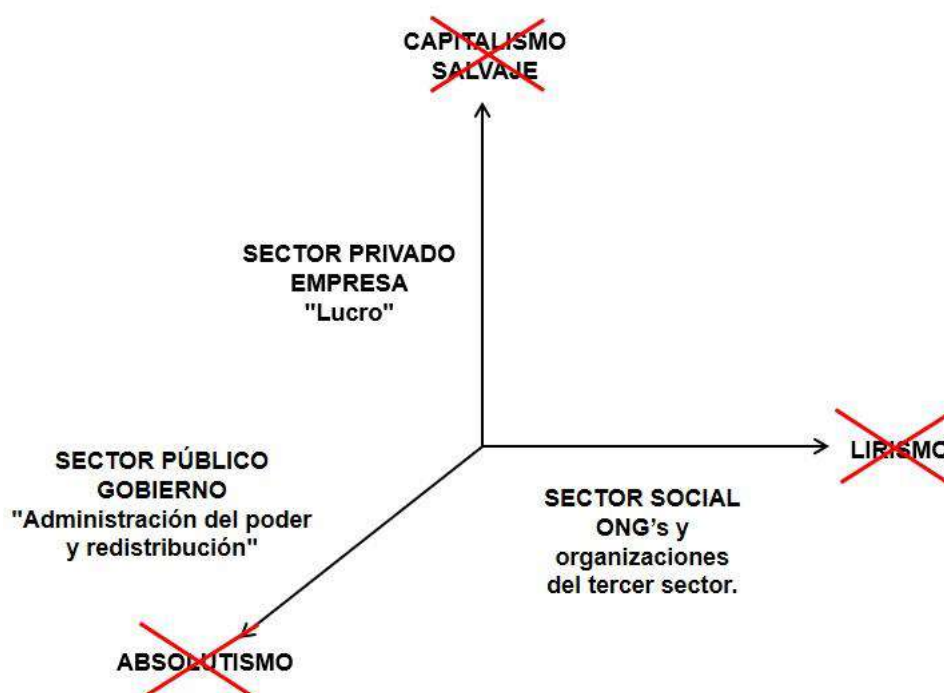 CAPITALISMO
SALVAJE
SECTOR PRIVADO
EMPRESA
"Lucro"
LIRISMO
SECTOR PÚBLICO
GOBIERNO
"Administración del poder
y redistribución"
SECTOR SOCIAL
ONG's y
organizaciones
del tercer sector.
ABSOLUTISMO